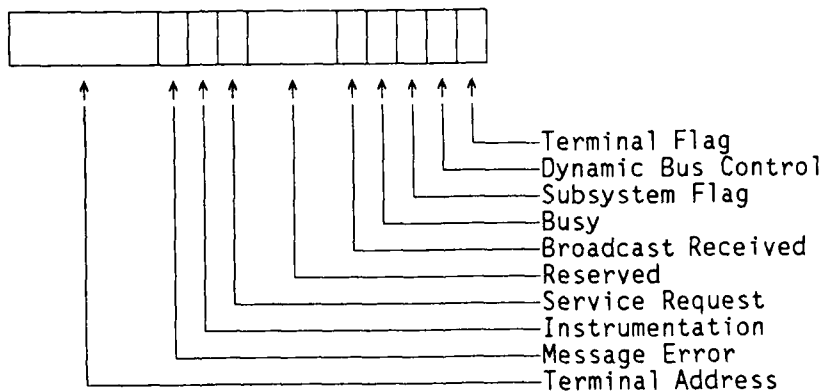 Terminal Flag
Dynamic Bus Control
Subsystem Flag
Busy
Broadcast Received
Reserved
Service Request
Instrumentation
Message Error
Terminal Address